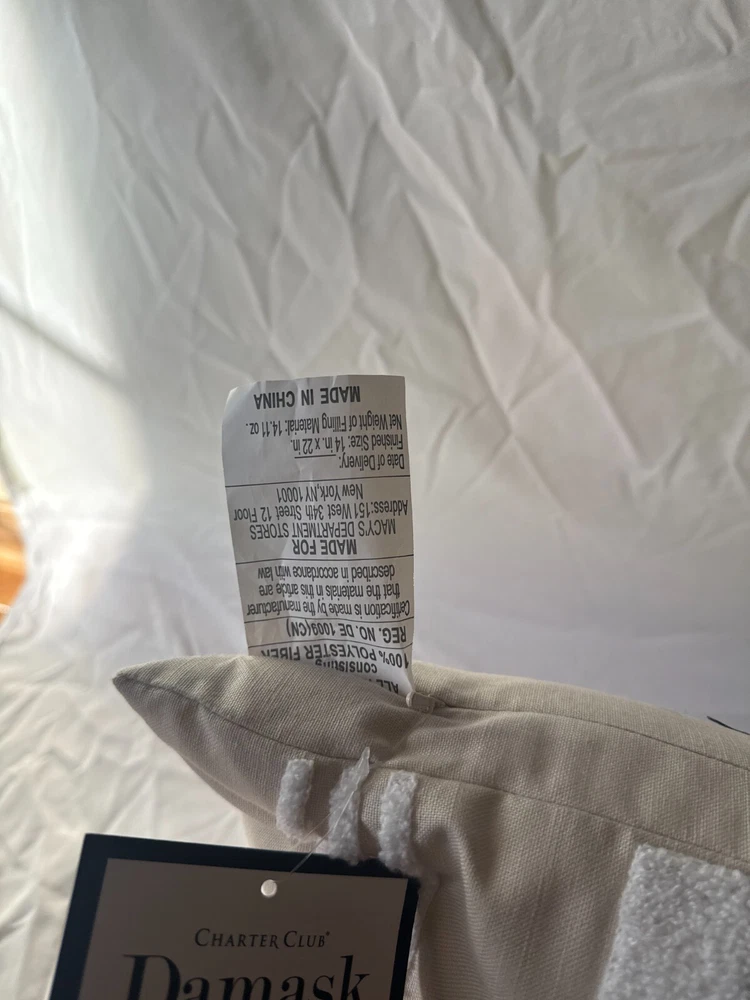 ALL
consisting
100% POLYESTER FIBER
REG. NO. DE 1009(CN)
Certification is made by the manufacturer
that the materials in this article are
described in accordance with law
MADE FOR
MACY'S DEPARTMENT STORES
Address:151 West 34th Street, 12 Floor
New York,NY 10001
Date of Delivery:
Finished Size: 14 in. x 22 in.
Net Weight of Filling Material: 14.11 oz.
MADE IN CHINA
CHARTER CLUB®
Damask